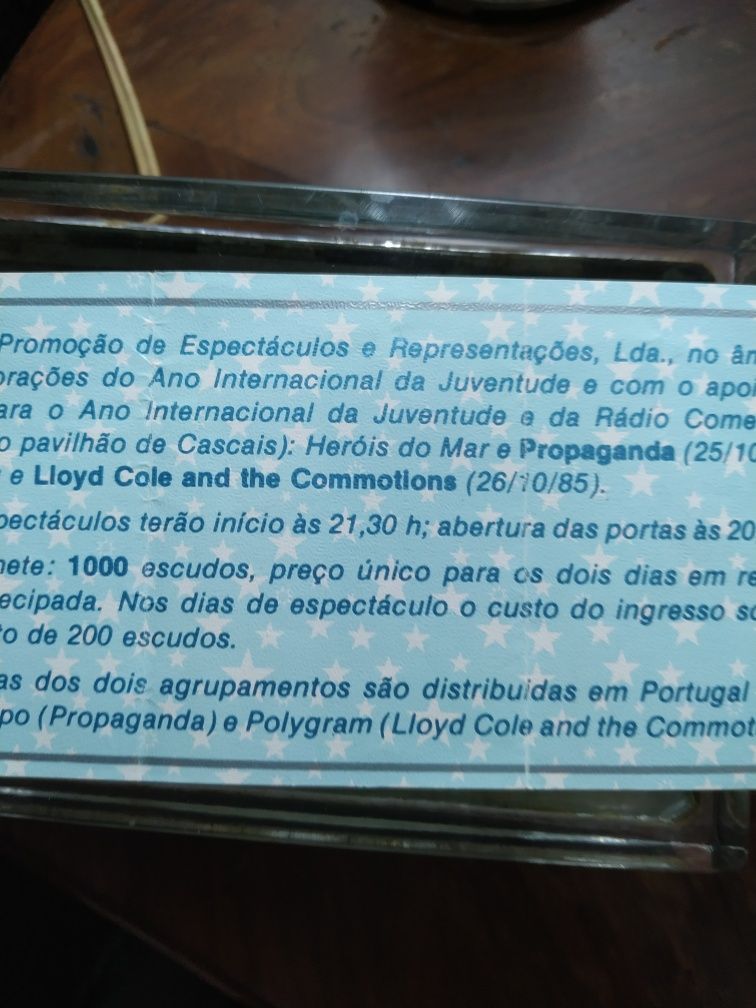 Promoção de Espectáculos e Representações, Lda., no âm
orações do Ano Internacional da Juventude e com o apo
ara o Ano Internacional da Juventude e da Rádio Come
o pavilhão de Cascais): Heróis do Mar e Propaganda (25/10
e Lloyd Cole and the Commotions (26/10/85).
pectáculos terão início às 21,30 h; abertura das portas às 20
hete: 1000 escudos, preço único para os dois dias em re
ecipada. Nos dias de espectáculo o custo do ingresso so
to de 200 escudos.
as dos dois agrupamentos são distribuidas em Portugal
po (Propaganda) e Polygram (Lloyd Cole and the Commot